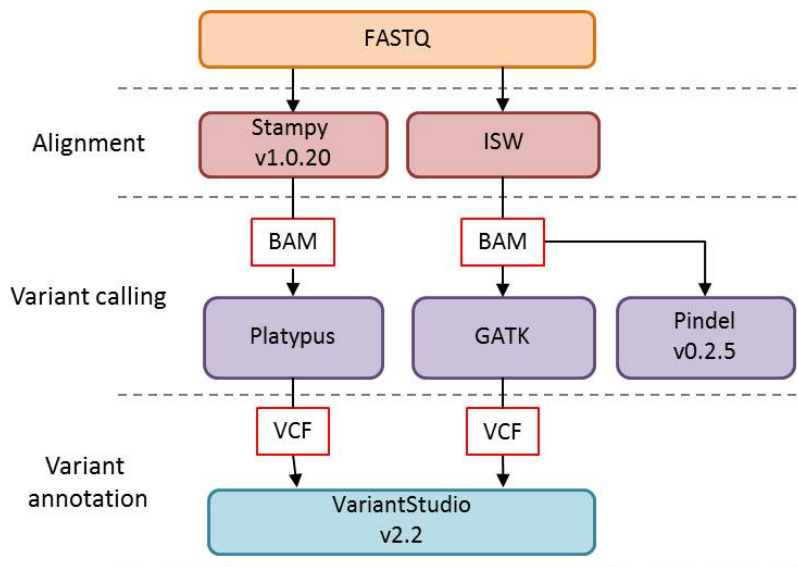 FASTQ
Alignment
Stampy
v1.0.20
ISW
BAM
BAM
Variant calling
Platypus
GATK
Pindel
v0.2.5
VCF
VCF
Variant
annotation
VariantStudio
v2.2